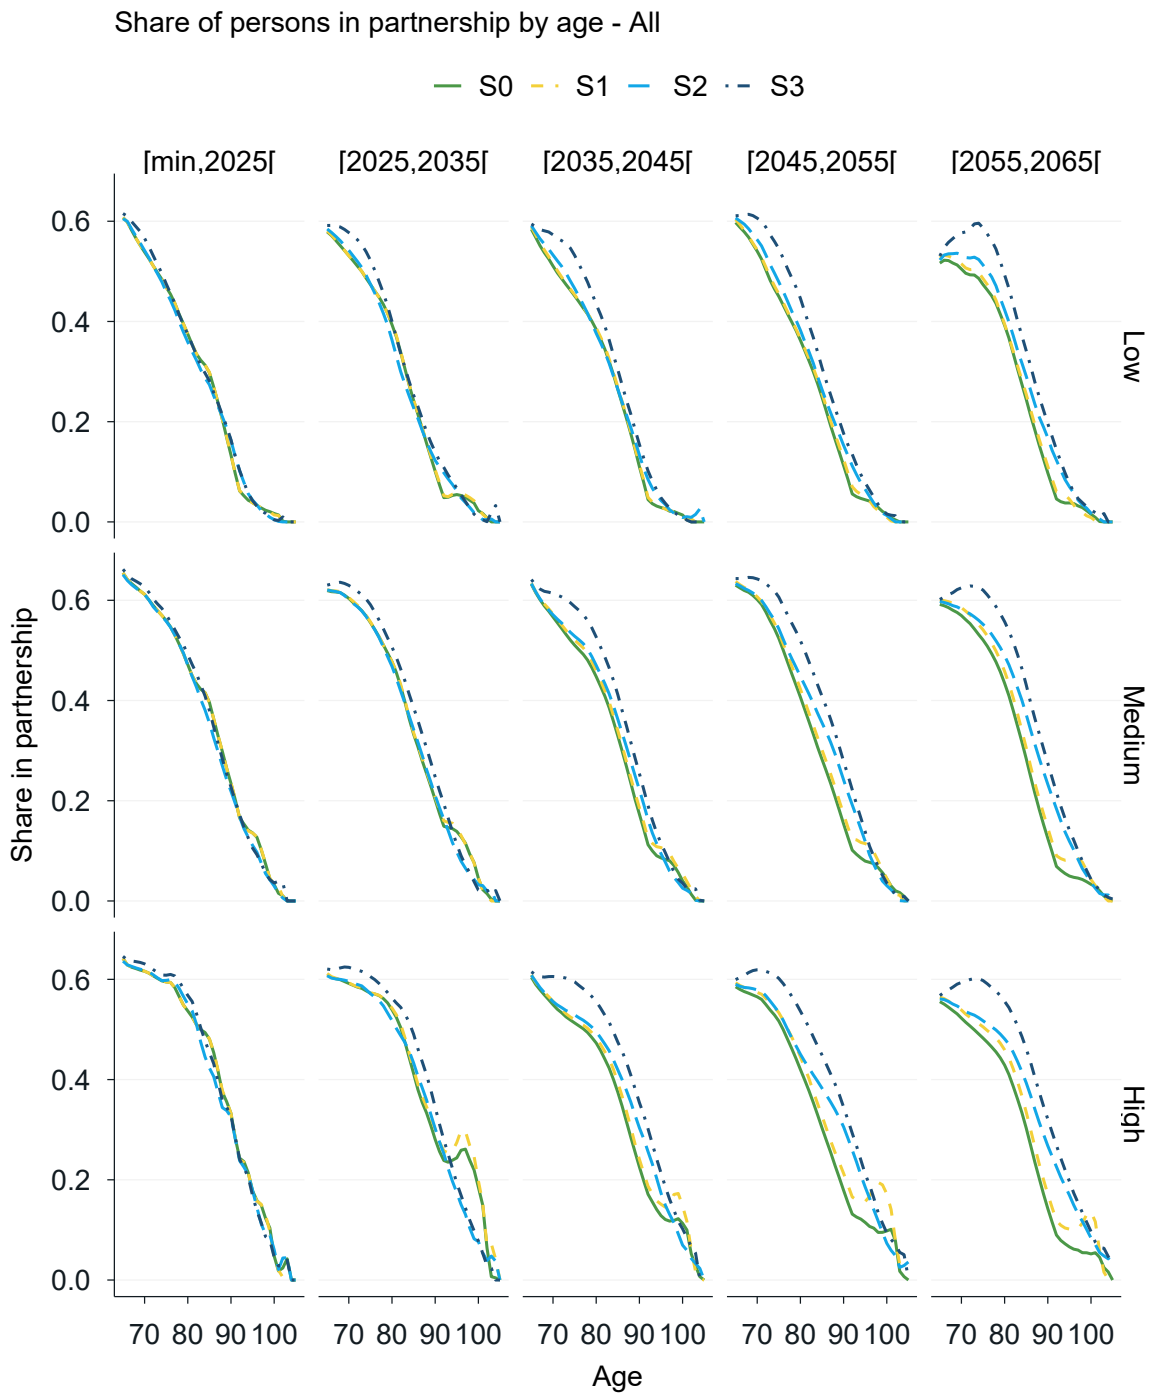 Share of persons in partnership by age - All
S0 S1 S2 S3
[min,2025[ [2025,2035[ [2035,2045[ [2045,2055[ [2055,2065[
0.6
0.4
0.2
0.0
Low
0.6
0.4
0.2
0.0
Medium
0.6
0.4
0.2
0.0
High
Share in partnership
70 80 90 100 70 80 90 100 70 80 90 100 70 80 90 100 70 80 90 100
Age